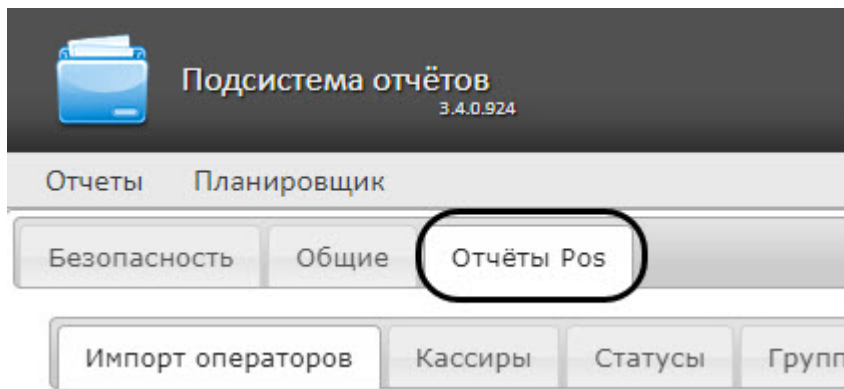 Подсистема отчётов
3.4.0.924
Отчеты Планировщик
Безопасность Общие Отчёты Pos
Импорт операторов Кассиры Статусы